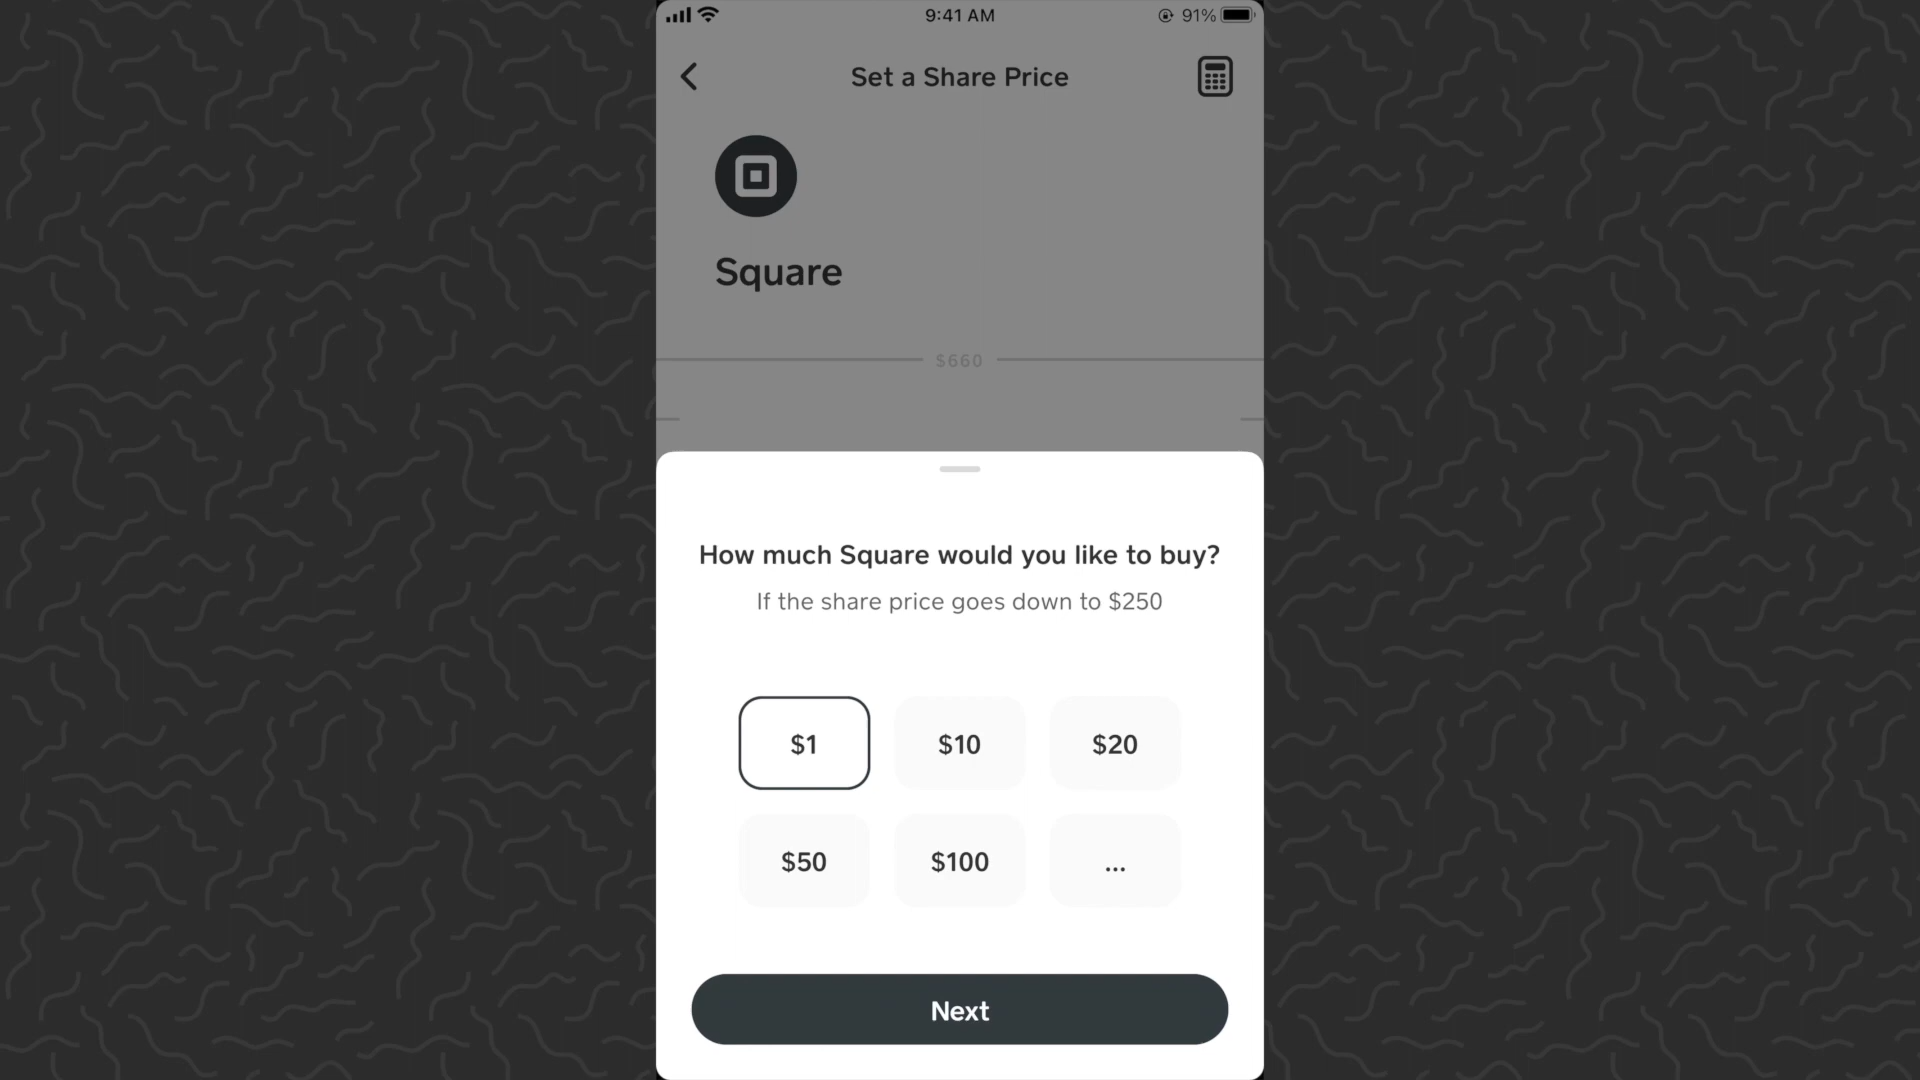 9:41 AM
91%
Set a Share Price
Square
$660
How much Square would you like to buy?
If the share price goes down to $250
$1
$10
$20
$50
$100
...
Next